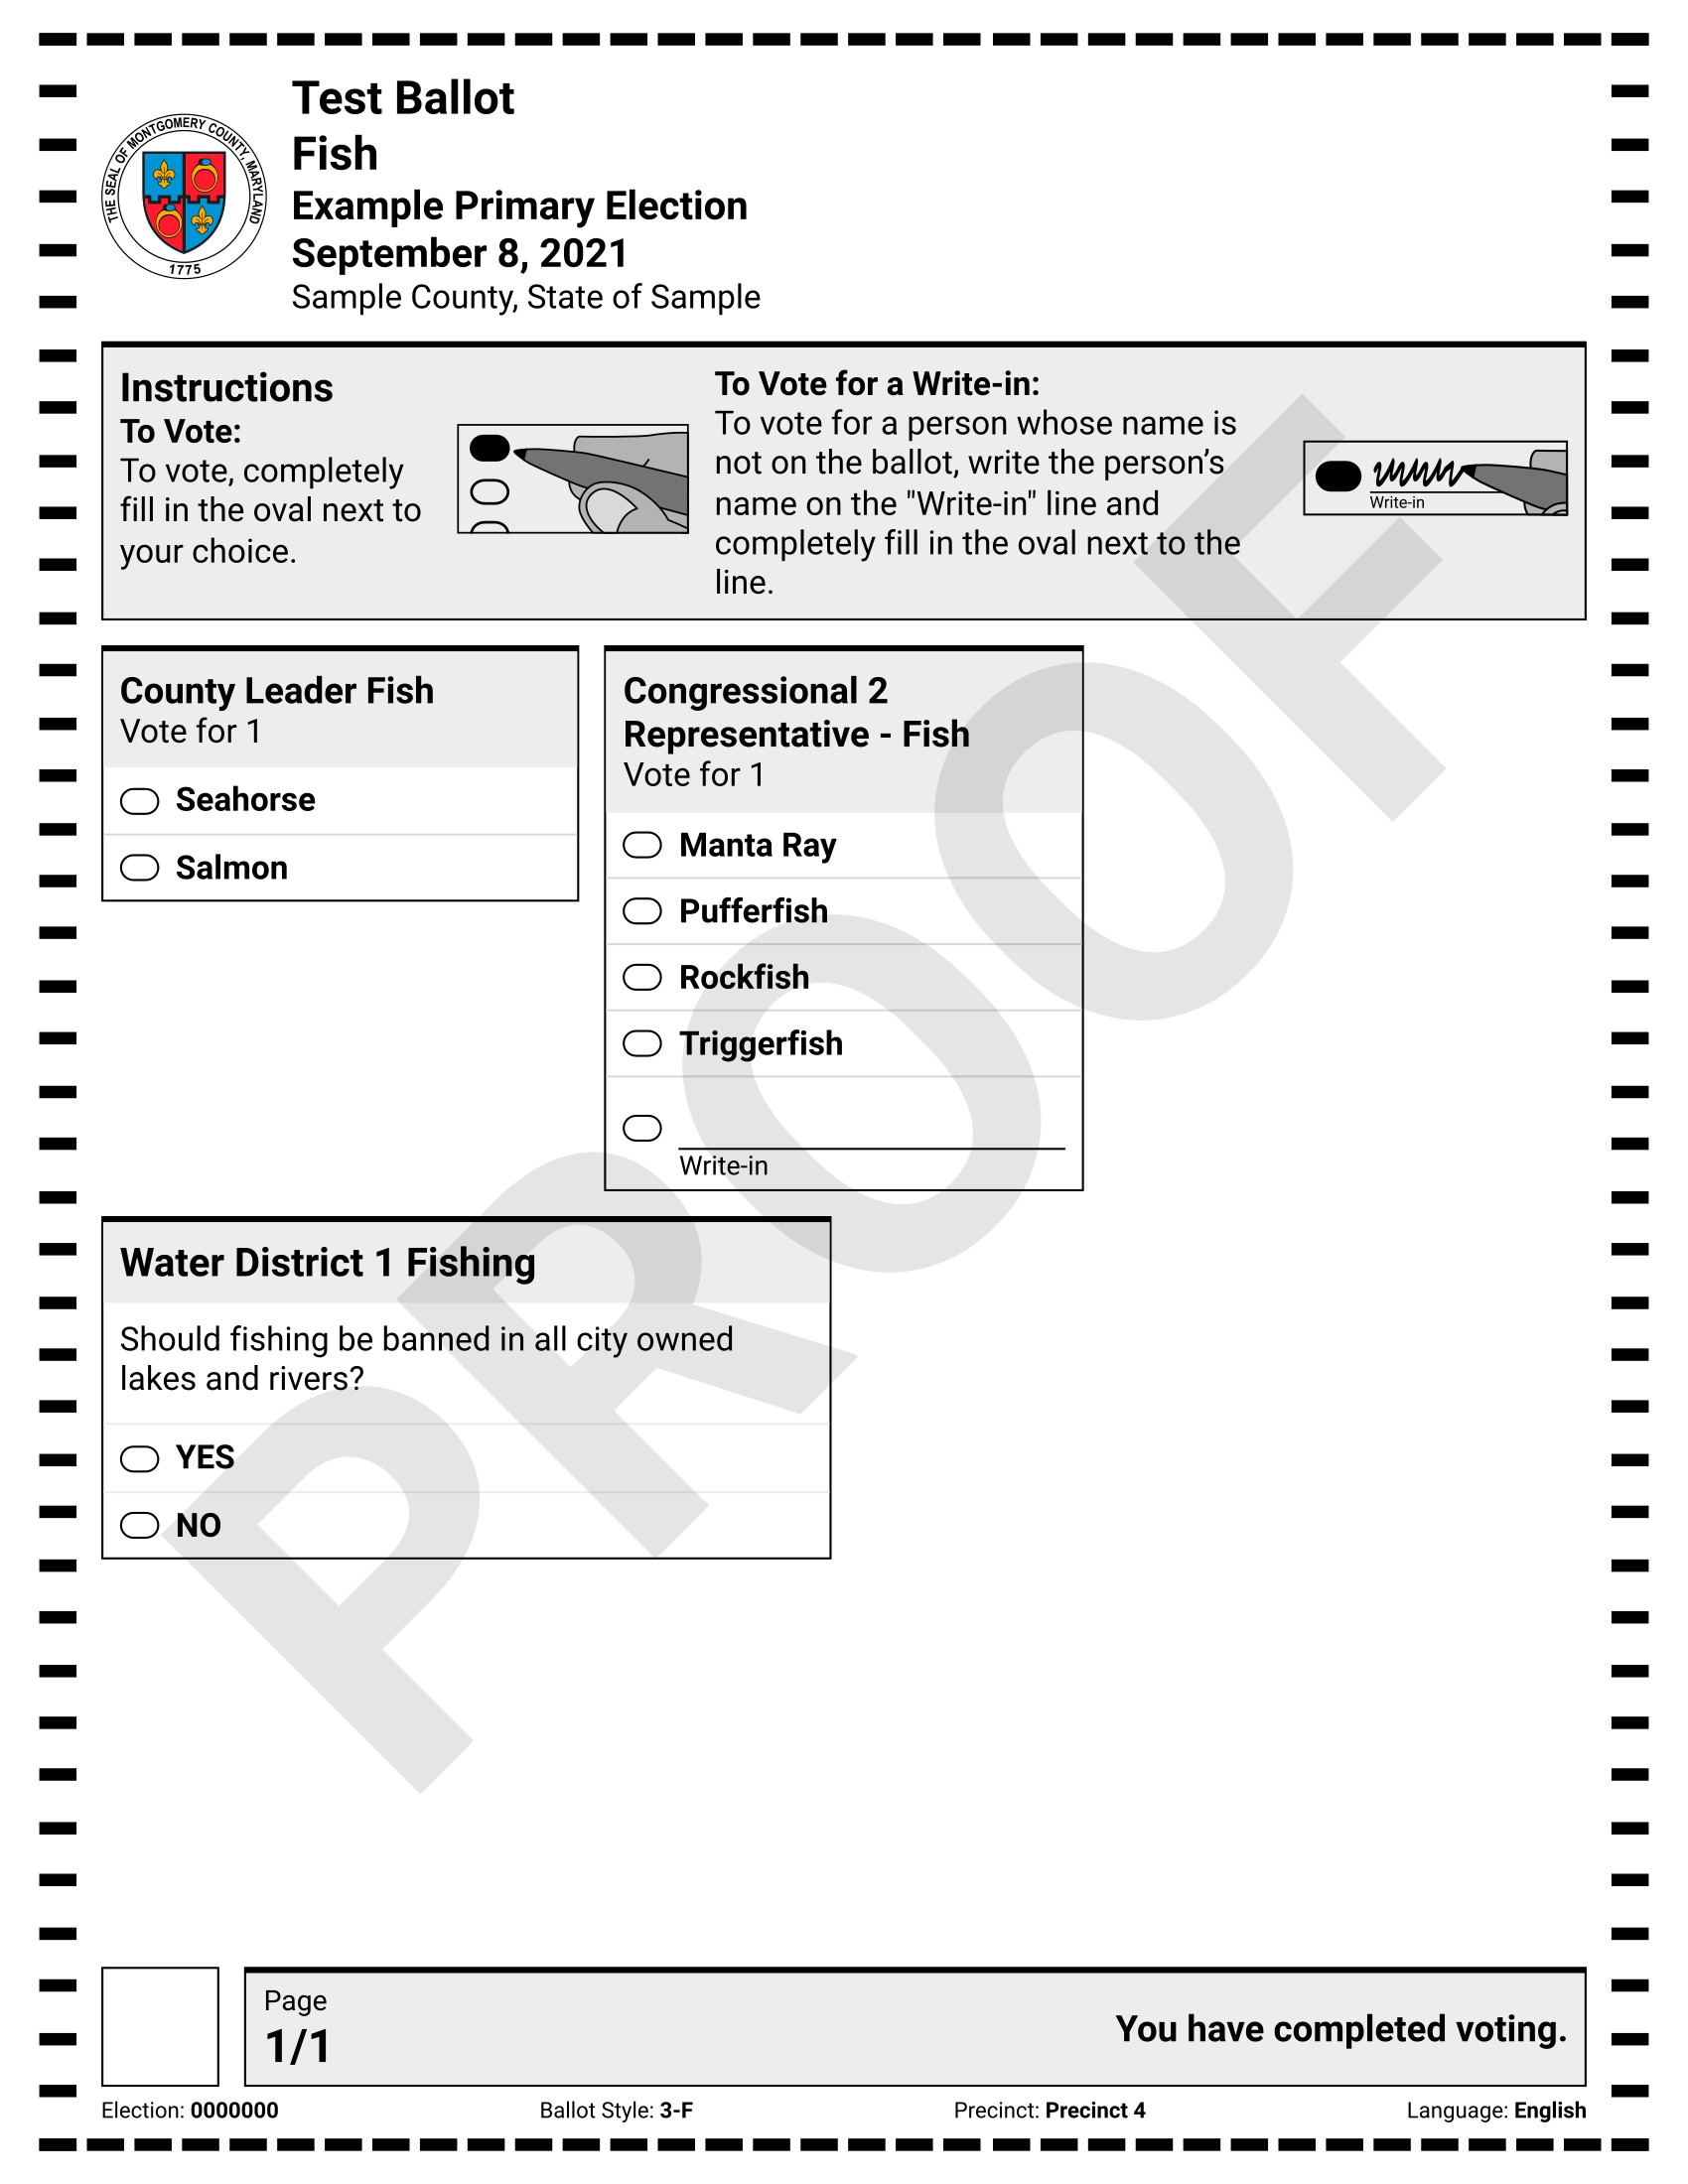 Test Ballot
Fish
Example Primary Election
September 8, 2021
Sample County, State of Sample
THE SEAL OF MONTGOMERY COUNTY, MARYLAND
1775
Instructions
To Vote:
To vote, completely
fill in the oval next to
your choice.
To Vote for a Write-in:
To vote for a person whose name is
not on the ballot, write the person’s
name on the "Write-in" line and
completely fill in the oval next to the
line.
Write-in
County Leader Fish
Vote for 1
Seahorse
Salmon
Congressional 2
Representative - Fish
Vote for 1
Manta Ray
Pufferfish
Rockfish
Triggerfish
Write-in
Water District 1 Fishing
Should fishing be banned in all city owned
lakes and rivers?
YES
NO
PROOF
Page
1/1
You have completed voting.
Election: 0000000
Ballot Style: 3-F
Precinct: Precinct 4
Language: English